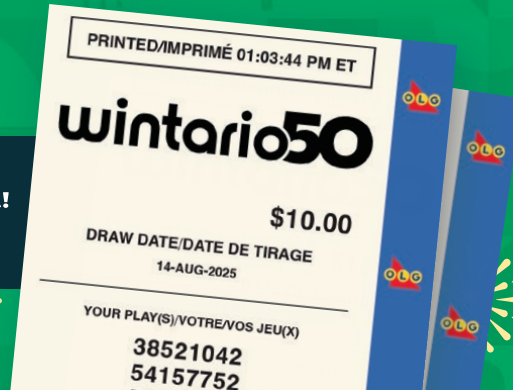 PRINTED/IMPRIMÉ 01:03:44 PM ET
wintario50
$10.00
DRAW DATE/DATE DE TIRAGE
14-AUG-2025
YOUR PLAY(S)/VOTRE/VOS JEU(X)
38521042
54157752
OLG
OLG
OLG
OLG